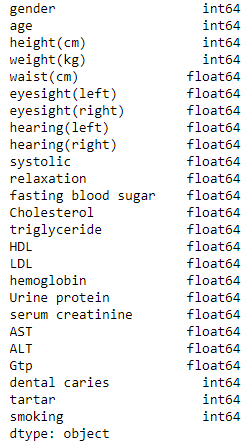 gender int64
age int64
height(cm) int64
weight(kg) int64
waist(cm) float64
eyesight(left) float64
eyesight(right) float64
hearing(left) float64
hearing(right) float64
systolic float64
relaxation float64
fasting blood sugar float64
Cholesterol float64
triglyceride float64
HDL float64
LDL float64
hemoglobin float64
Urine protein float64
serum creatinine float64
AST float64
ALT float64
Gtp float64
dental caries int64
tartar int64
smoking int64
dtype: object